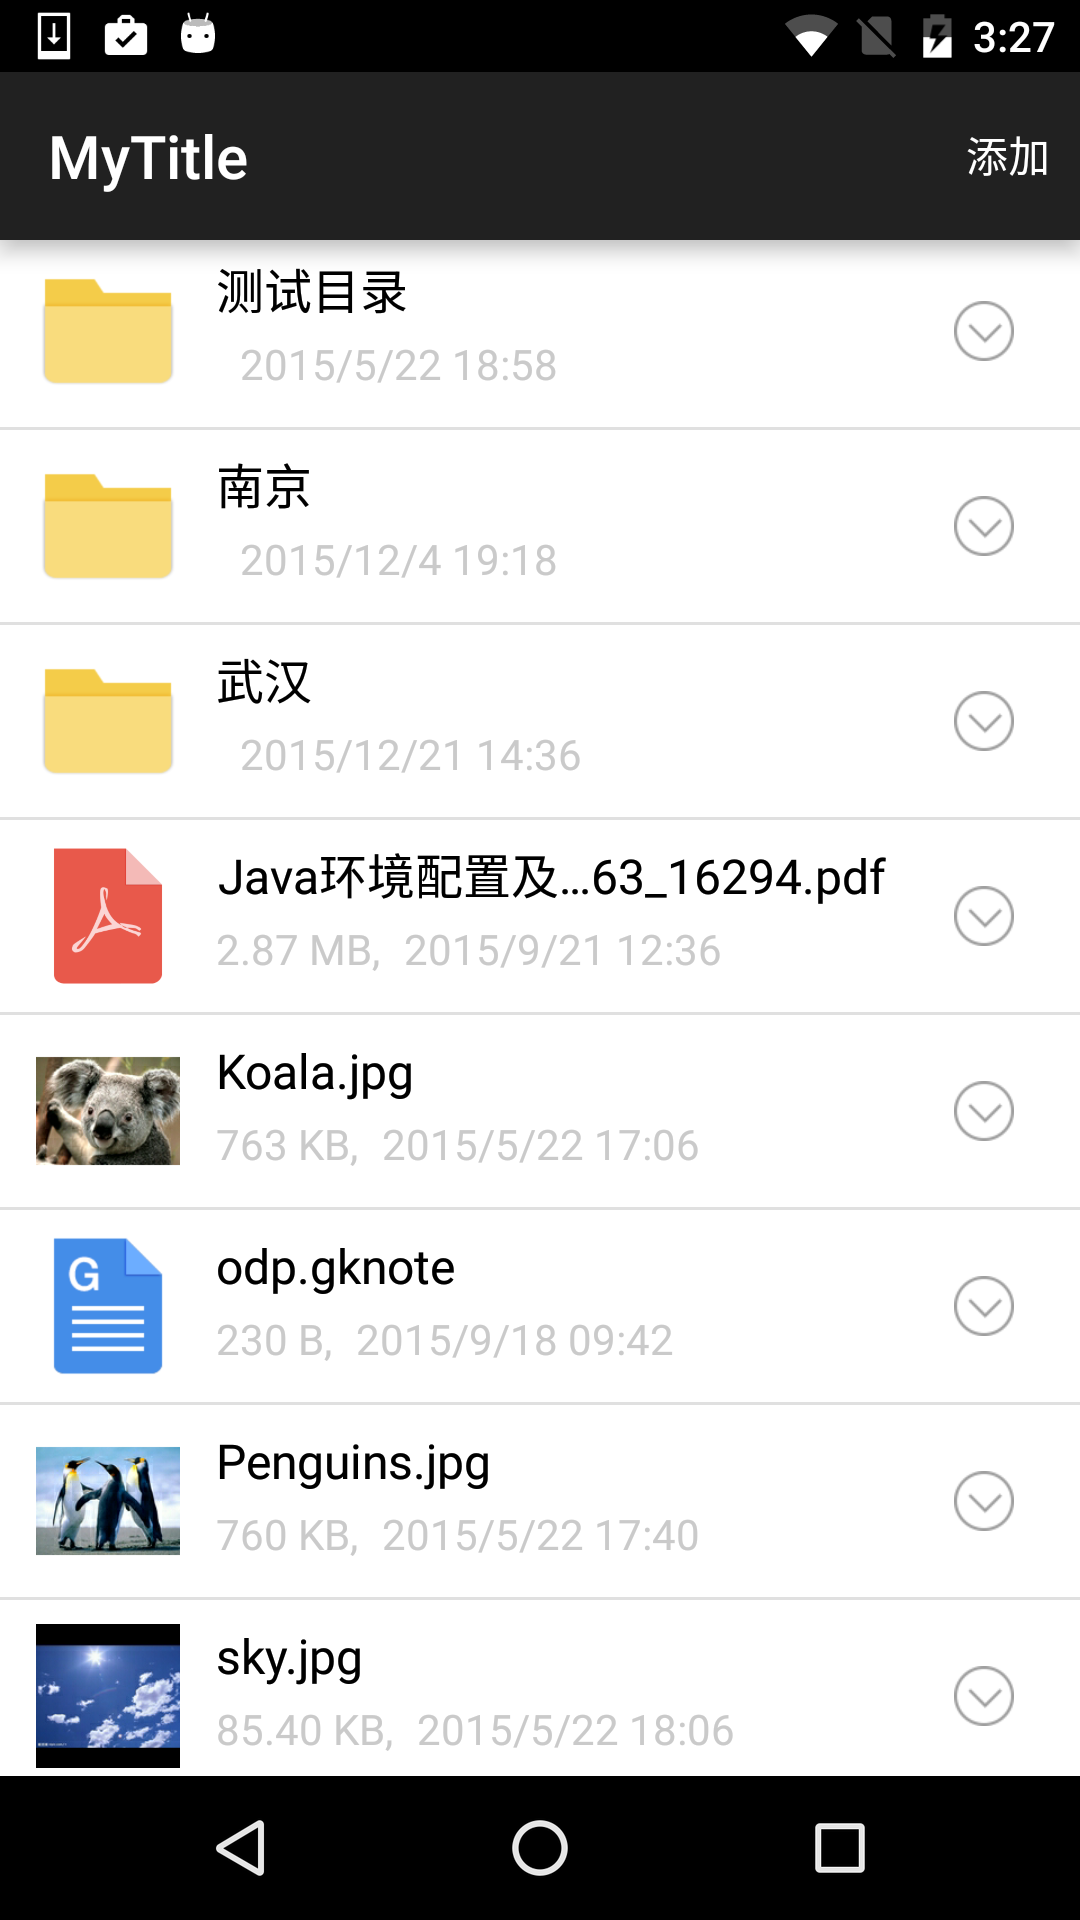 3:27
MyTitle
添加
测试目录
2015/5/22 18:58
南京
2015/12/4 19:18
武汉
2015/12/21 14:36
Java环境配置及...63_16294.pdf
2.87 MB, 2015/9/21 12:36
Koala.jpg
763 KB, 2015/5/22 17:06
G
odp.gknote
230 B, 2015/9/18 09:42
Penguins.jpg
760 KB, 2015/5/22 17:40
sky.jpg
85.40 KB, 2015/5/22 18:06